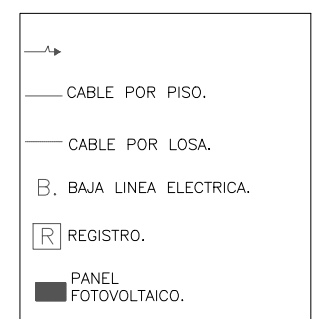 CABLE POR PISO.
CABLE POR LOSA.
B. BAJA LINEA ELECTRICA.
R REGISTRO.
PANEL
FOTOVOLTAICO.